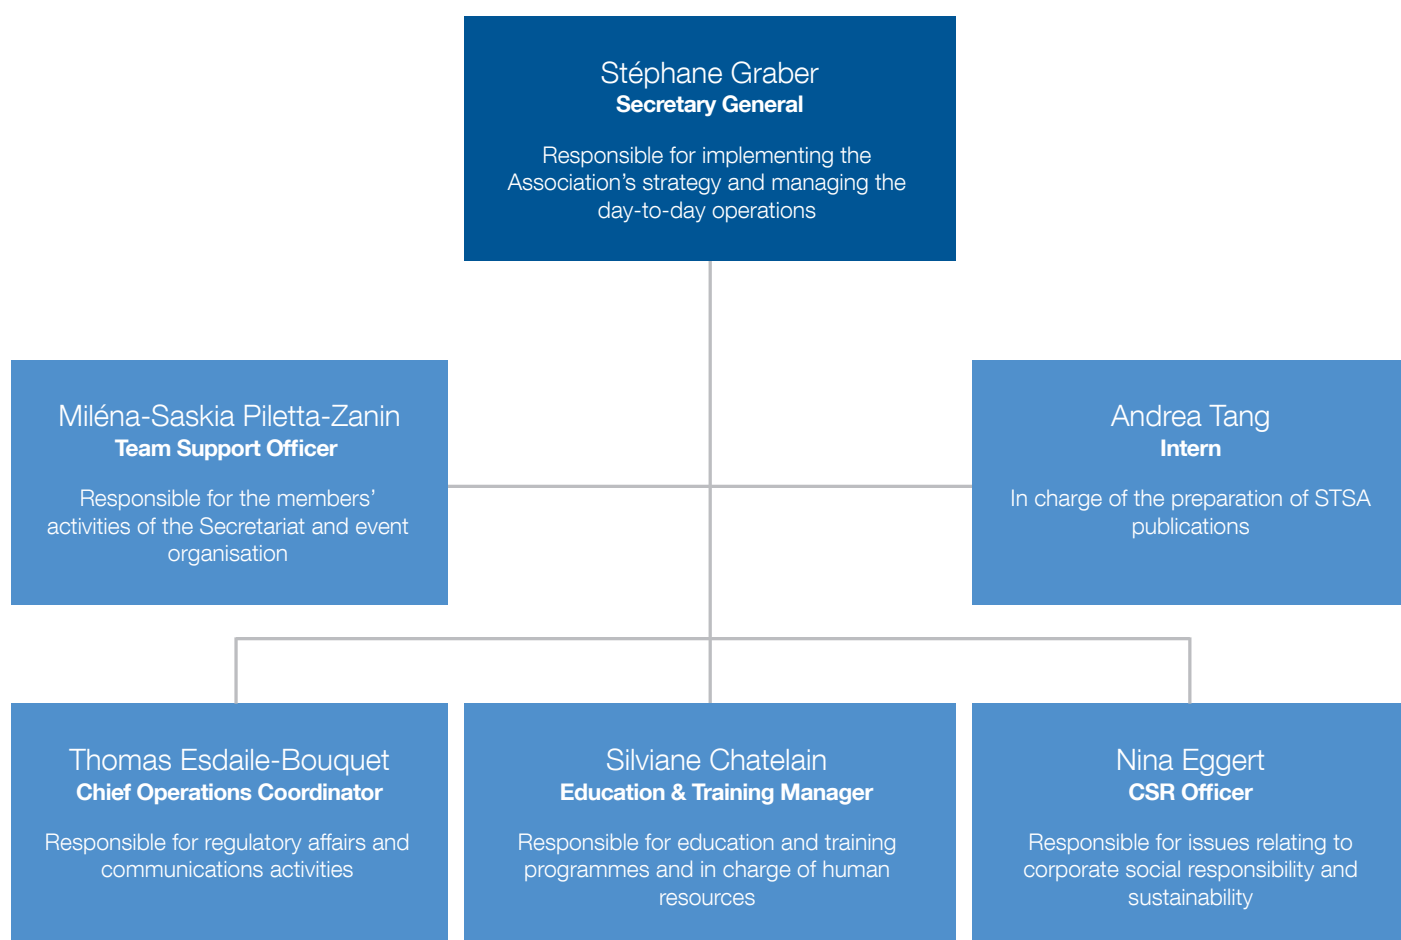 Stéphane Graber
Secretary General
Responsible for implementing the
Association's strategy and managing the
day-to-day operations
Miléna-Saskia Piletta-Zanin
Team Support Officer
Responsible for the members'
activities of the Secretariat and event
organisation
Andrea Tang
Intern
In charge of the preparation of STSA
publications
Thomas Esdaile-Bouquet
Chief Operations Coordinator
Responsible for regulatory affairs and
communications activities
Silviane Chatelain
Education & Training Manager
Responsible for education and training
programmes and in charge of human
resources
Nina Eggert
CSR Officer
Responsible for issues relating to
corporate social responsibility and
sustainability